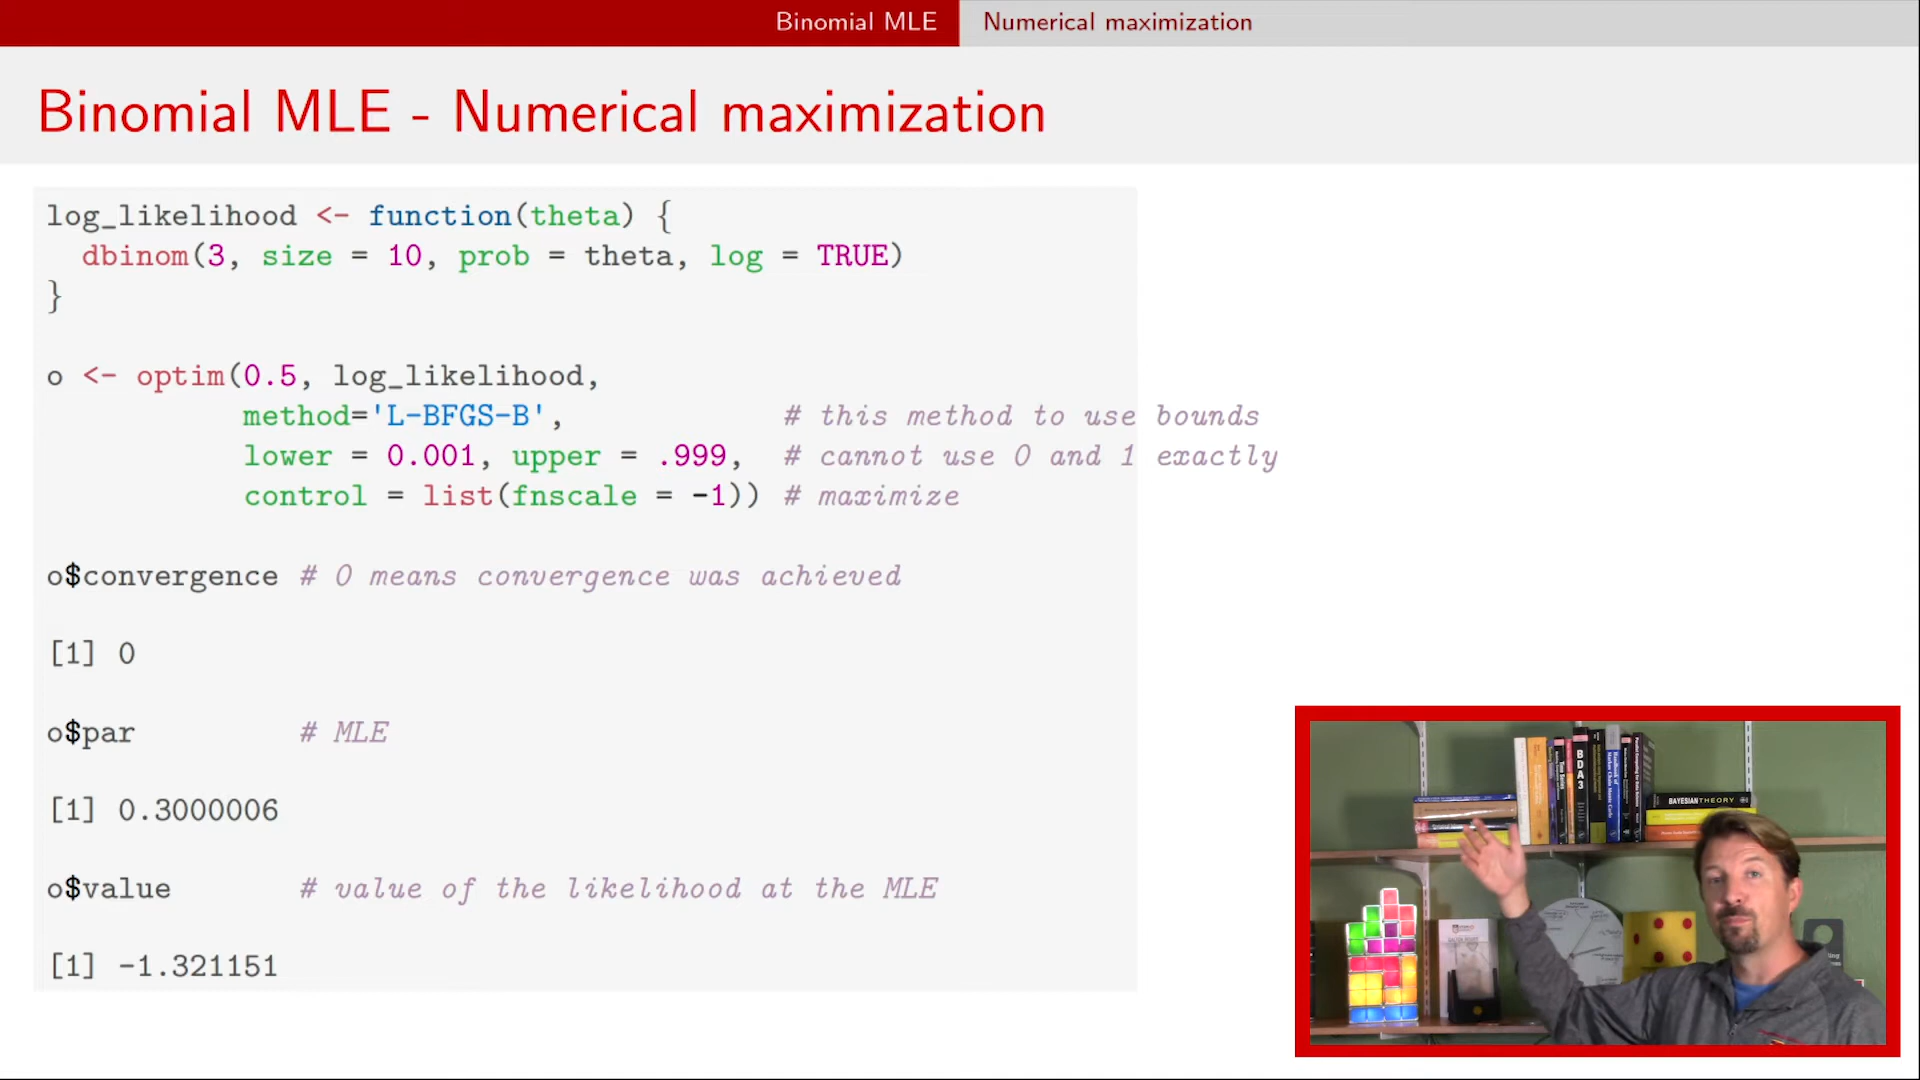 Binomial MLE Numerical maximization
Binomial MLE - Numerical maximization
log_likelihood <- function(theta) {
dbinom(3, size = 10, prob = theta, log = TRUE)
}
o <- optim(0.5, log_likelihood,
method='L-BFGS-B', # this method to use bounds
lower = 0.001, upper = .999, # cannot use 0 and 1 exactly
control = list(fnscale = -1)) # maximize
o$convergence # 0 means convergence was achieved
[1] 0
o$par # MLE
[1] 0.3000006
o$value # value of the likelihood at the MLE
[1] -1.321151
BDA3
BAYESIAN THEORY